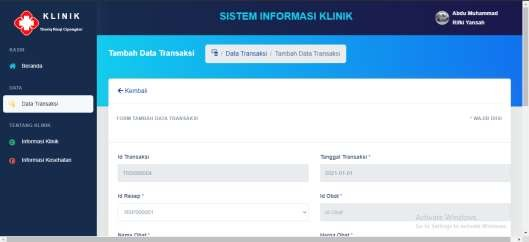 KLINIK
SISTEM INFORMASI KLINIK
Abdu Muhammad
Rifki Yansah
KASIR
Beranda
DATA
Data Transaksi
TENTANG KLINIK
Informasi Klinik
Informasi Kesehatan
Tambah Data Transaksi
/ Data Transaksi / Tambah Data Transaksi
Kembali
FORM TAMBAH DATA TRANSAKSI
* WAJIB DIISI
Id Transaksi
Tanggal Transaksi *
2021-01-01
Id Resep *
Id Obat *
RSP000001
Id Obat
Nama Obat *
Harga Obat *
Activate Windows
Go to Settings to activate Windows.